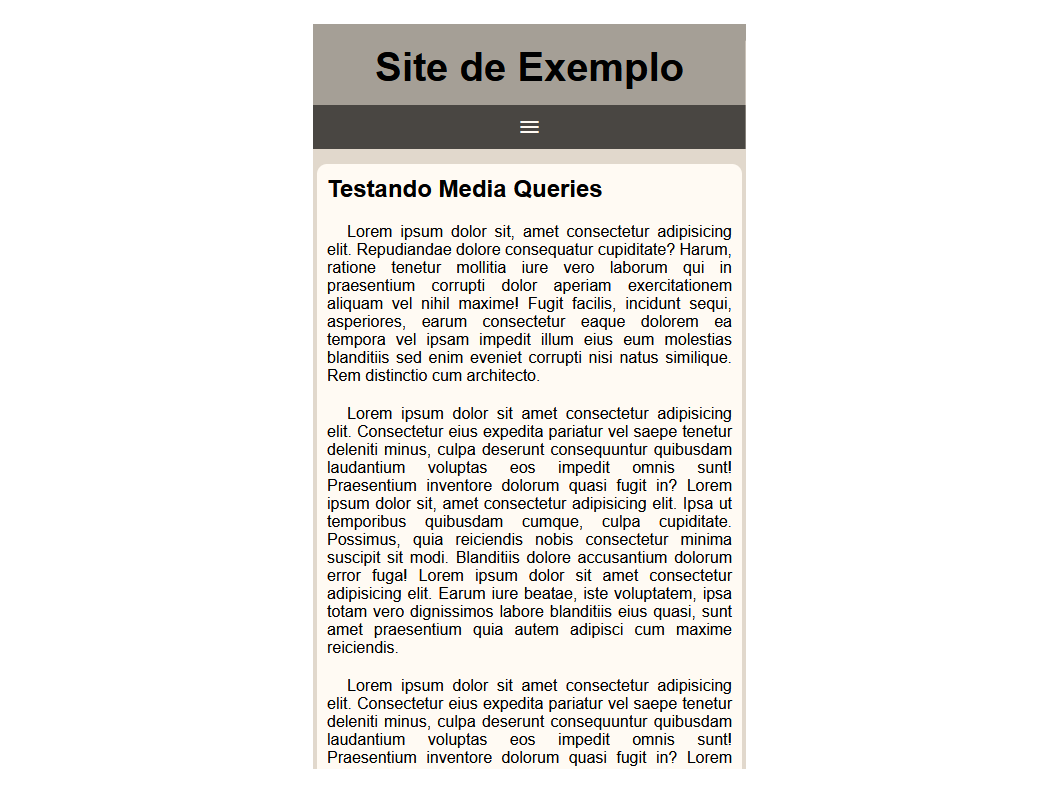 Site de Exemplo
Testando Media Queries
Lorem ipsum dolor sit, amet consectetur adipisicing
elit. Repudiandae dolore consequatur cupiditate? Harum,
ratione tenetur mollitia iure vero laborum qui in
praesentium corrupti dolor aperiam exercitationem
aliquam vel nihil maxime! Fugit facilis, incidunt sequi,
asperiores, earum consectetur eaque dolorem ea
tempora vel ipsam impedit illum eius eum molestias
blanditiis sed enim eveniet corrupti nisi natus similique.
Rem distinctio cum architecto.
Lorem ipsum dolor sit amet consectetur adipisicing
elit. Consectetur eius expedita pariatur vel saepe tenetur
deleniti minus, culpa deserunt consequuntur quibusdam
laudantium voluptas eos impedit omnis sunt!
Praesentium inventore dolorum quasi fugit in? Lorem
ipsum dolor sit, amet consectetur adipisicing elit. Ipsa ut
temporibus quibusdam cumque, culpa cupiditate.
Possimus, quia reiciendis nobis consectetur minima
suscipit sit modi. Blanditiis dolore accusantium dolorum
error fuga! Lorem ipsum dolor sit amet consectetur
adipisicing elit. Earum iure beatae, iste voluptatem, ipsa
totam vero dignissimos labore blanditiis eius quasi, sunt
amet praesentium quia autem adipisci cum maxime
reiciendis.
Lorem ipsum dolor sit amet consectetur adipisicing
elit. Consectetur eius expedita pariatur vel saepe tenetur
deleniti minus, culpa deserunt consequuntur quibusdam
laudantium voluptas eos impedit omnis sunt!
Praesentium inventore dolorum quasi fugit in? Lorem